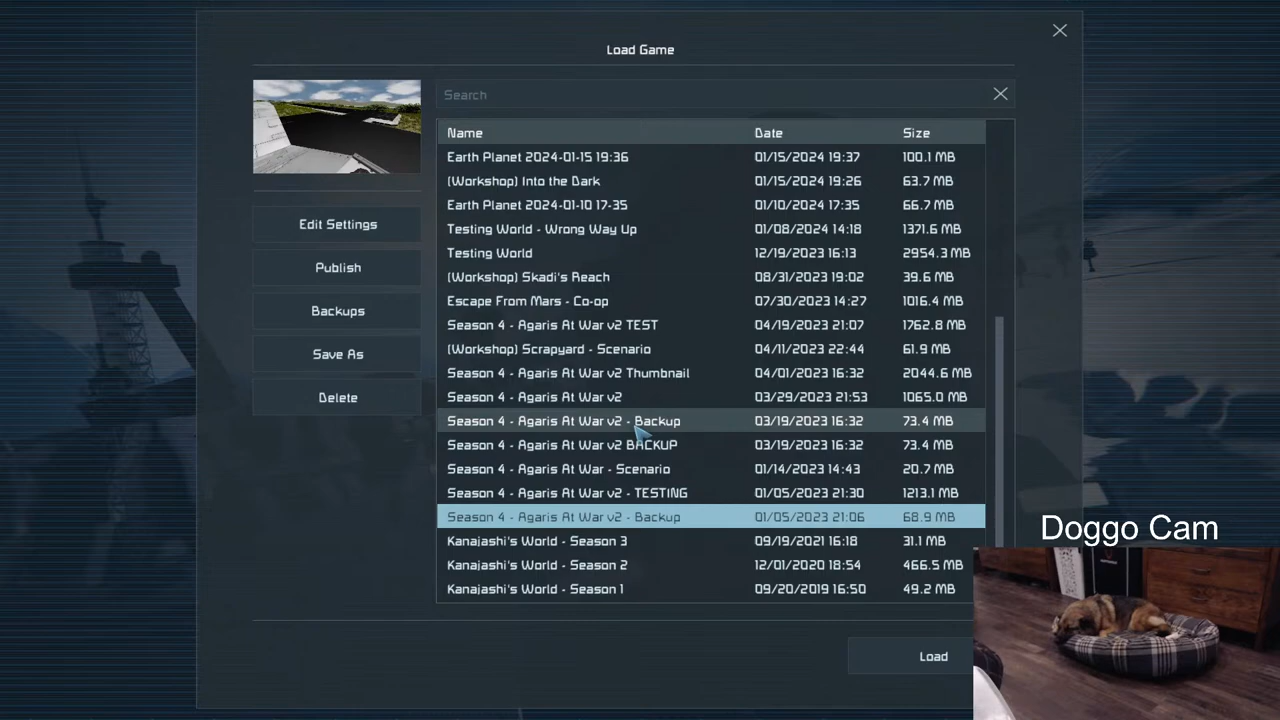 Load Game
Search
Name Date Size
Earth Planet 2024-01-15 19:36 01/15/2024 19:37 100.1 MB
(Workshop) Into the Dark 01/15/2024 19:26 63.7 MB
Earth Planet 2024-01-10 17-35 01/10/2024 17:35 66.7 MB
Testing World - Wrong Way Up 01/08/2024 14:18 1371.6 MB
Testing World 12/19/2023 16:13 2954.3 MB
(Workshop) Skadi's Reach 08/31/2023 19:02 39.6 MB
Escape From Mars - Co-op 07/30/2023 14:27 1016.4 MB
Season 4 - Agaris At War v2 TEST 04/19/2023 21:07 1762.8 MB
(Workshop) Scrapyard - Scenario 04/11/2023 22:44 61.9 MB
Season 4 - Agaris At War v2 Thumbnail 04/01/2023 16:32 2044.6 MB
Season 4 - Agaris At War v2 03/29/2023 21:53 1065.0 MB
Season 4 - Agaris At War v2 - Backup 03/19/2023 16:32 73.4 MB
Season 4 - Agaris At War v2 BACKUP 03/19/2023 16:32 73.4 MB
Season 4 - Agaris At War - Scenario 01/14/2023 14:43 20.7 MB
Season 4 - Agaris At War v2 - TESTING 01/05/2023 21:30 1213.1 MB
Season 4 - Agaris At War v2 - Backup 01/05/2023 21:06 68.9 MB
Kanajashi's World - Season 3 09/19/2021 16:18 31.1 MB
Kanajashi's World - Season 2 12/01/2020 18:54 466.5 MB
Kanajashi's World - Season 1 09/20/2019 16:50 49.2 MB
Edit Settings
Publish
Backups
Save As
Delete
Load
Doggo Cam